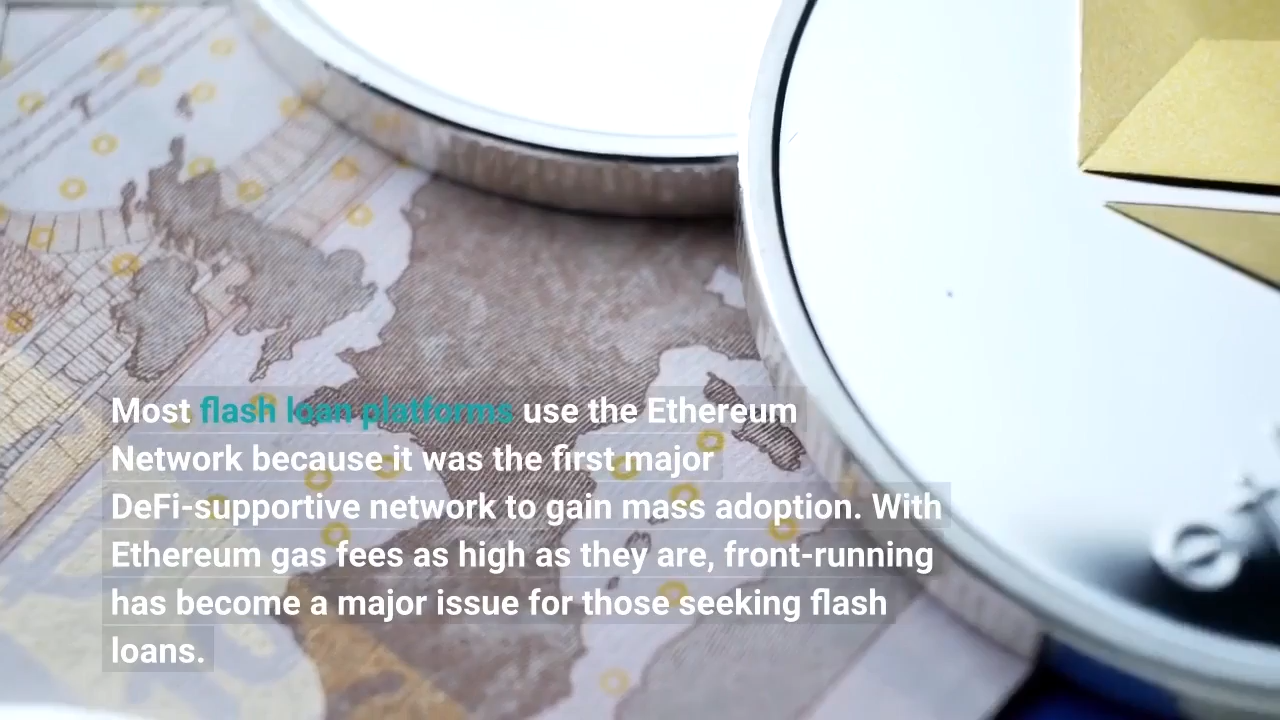 Most flash loan platforms use the Ethereum
Network because it was the first major
DeFi-supportive network to gain mass adoption. With
Ethereum gas fees as high as they are, front-running
has become a major issue for those seeking flash
loans.